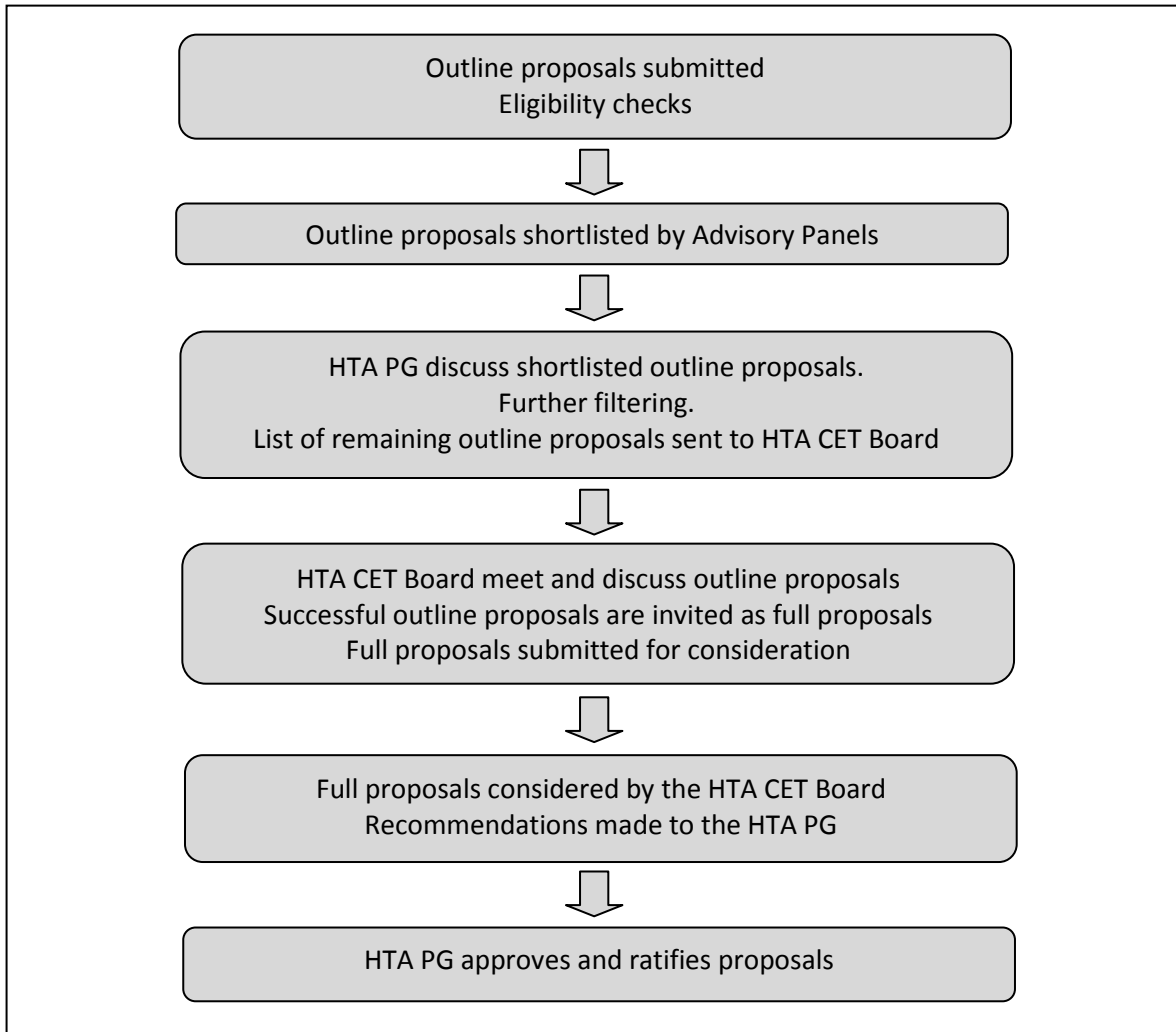 Outline proposals submitted
Eligibility checks
Outline proposals shortlisted by Advisory Panels
HTA PG discuss shortlisted outline proposals.
Further filtering.
List of remaining outline proposals sent to HTA CET Board
HTA CET Board meet and discuss outline proposals
Successful outline proposals are invited as full proposals
Full proposals submitted for consideration
Full proposals considered by the HTA CET Board
Recommendations made to the HTA PG
HTA PG approves and ratifies proposals